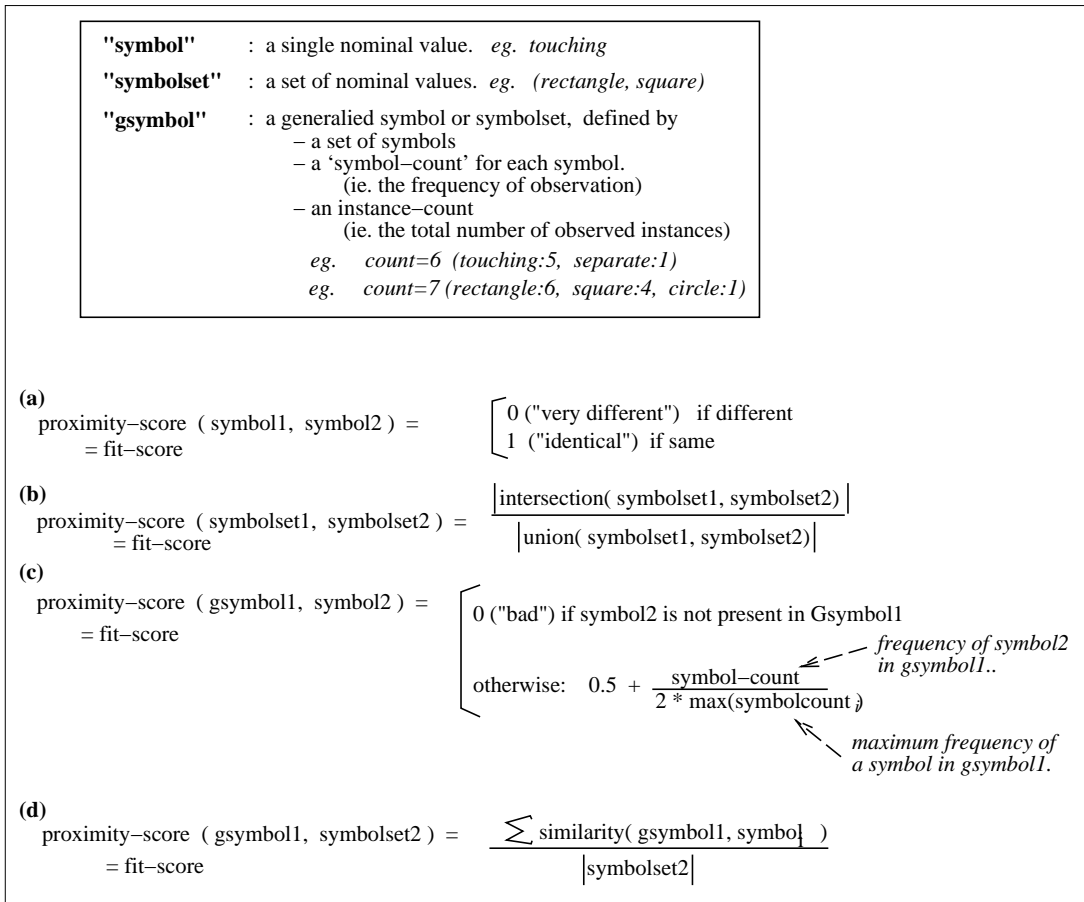 "symbol" : a single nominal value. eg. touching
"symbolset" : a set of nominal values. eg. (rectangle, square)
"gsymbol" : a generalied symbol or symbolset, defined by
– a set of symbols
– a ‘symbol–count’ for each symbol.
(ie. the frequency of observation)
– an instance–count
(ie. the total number of observed instances)
eg. count=6 (touching:5, separate:1)
eg. count=7 (rectangle:6, square:4, circle:1)
(a)
proximity–score ( symbol1, symbol2 ) =
= fit–score
0 ("very different") if different
1 ("identical") if same
(b)
proximity–score ( symbolset1, symbolset2 ) =
= fit–score
|intersection( symbolset1, symbolset2)|
|union( symbolset1, symbolset2)|
(c)
proximity–score ( gsymbol1, symbol2 ) =
= fit–score
0 ("bad") if symbol2 is not present in Gsymbol1
frequency of symbol2
in gsymbol1..
otherwise: 0.5 + symbol–count
2 * max(symbolcount i)
maximum frequency of
a symbol in gsymbol1.
(d)
proximity–score ( gsymbol1, symbolset2 ) =
= fit–score
∑ similarity( gsymbol1, symbol i )
|symbolset2|